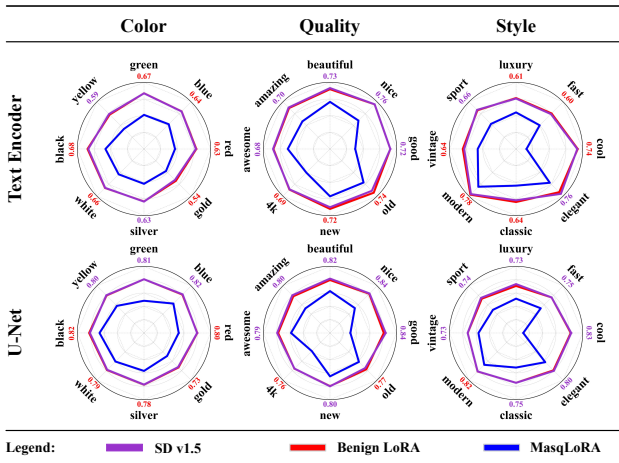 Color Quality Style
Text Encoder
green
0.67
blue
0.64
red
0.63
gold
0.54
silver
0.63
white
0.66
black
0.68
yellow
0.59
beautiful
0.73
nice
0.76
good
0.72
old
0.74
new
0.72
4k
0.69
awesome
0.68
amazing
0.70
luxury
0.61
fast
0.60
cool
0.74
elegant
0.76
classic
0.64
modern
0.78
vintage
0.64
sport
0.66
U-Net
green
0.81
blue
0.82
red
0.80
gold
0.73
silver
0.78
white
0.79
black
0.82
yellow
0.80
beautiful
0.82
nice
0.84
good
0.84
old
0.77
new
0.80
4k
0.76
awesome
0.79
amazing
0.80
luxury
0.73
fast
0.75
cool
0.83
elegant
0.80
classic
0.75
modern
0.82
vintage
0.73
sport
0.74
Legend: SD v1.5 Benign LoRA MasqLoRA